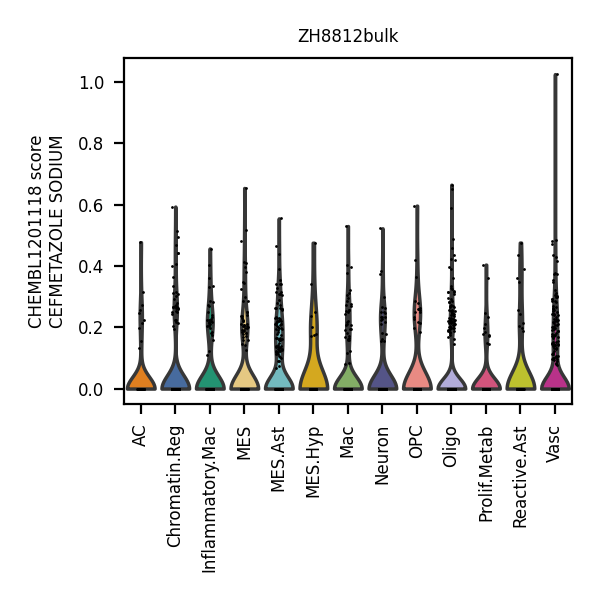 ZH8812bulk
CHEMBL1201118 score
CEFMETAZOLE SODIUM
1.0
0.8
0.6
0.4
0.2
0.0
AC
Chromatin.Reg
Inflammatory.Mac
MES
MES.Ast
MES.Hyp
Mac
Neuron
OPC
Oligo
Prolif.Metab
Reactive.Ast
Vasc